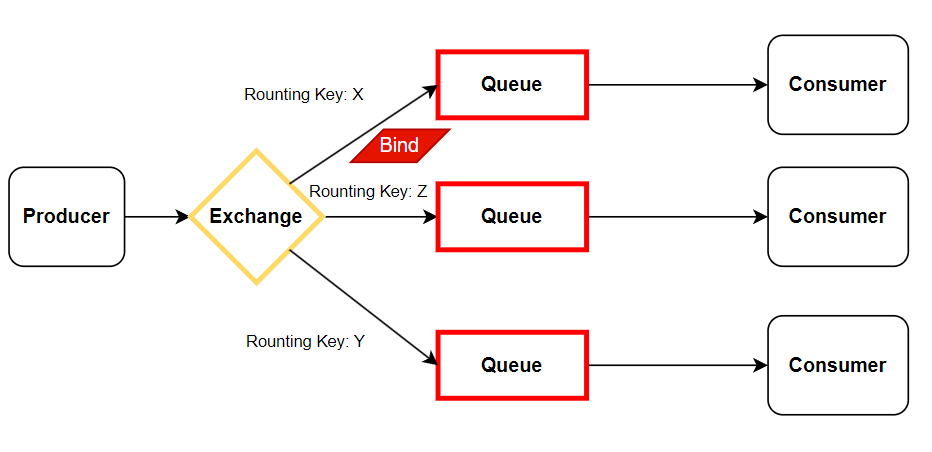 Queue
Consumer
Rounting Key: X
Bind
Rounting Key: Z
Producer
Exchange
Queue
Consumer
Rounting Key: Y
Queue
Consumer